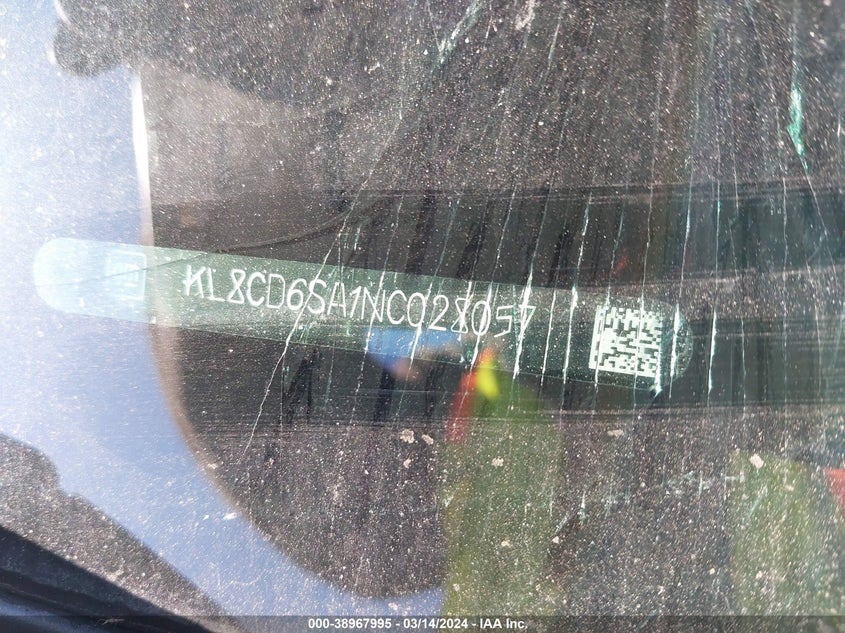 KL8CD6SA1NC028057
000-38967995 - 03/14/2024 - IAA Inc.